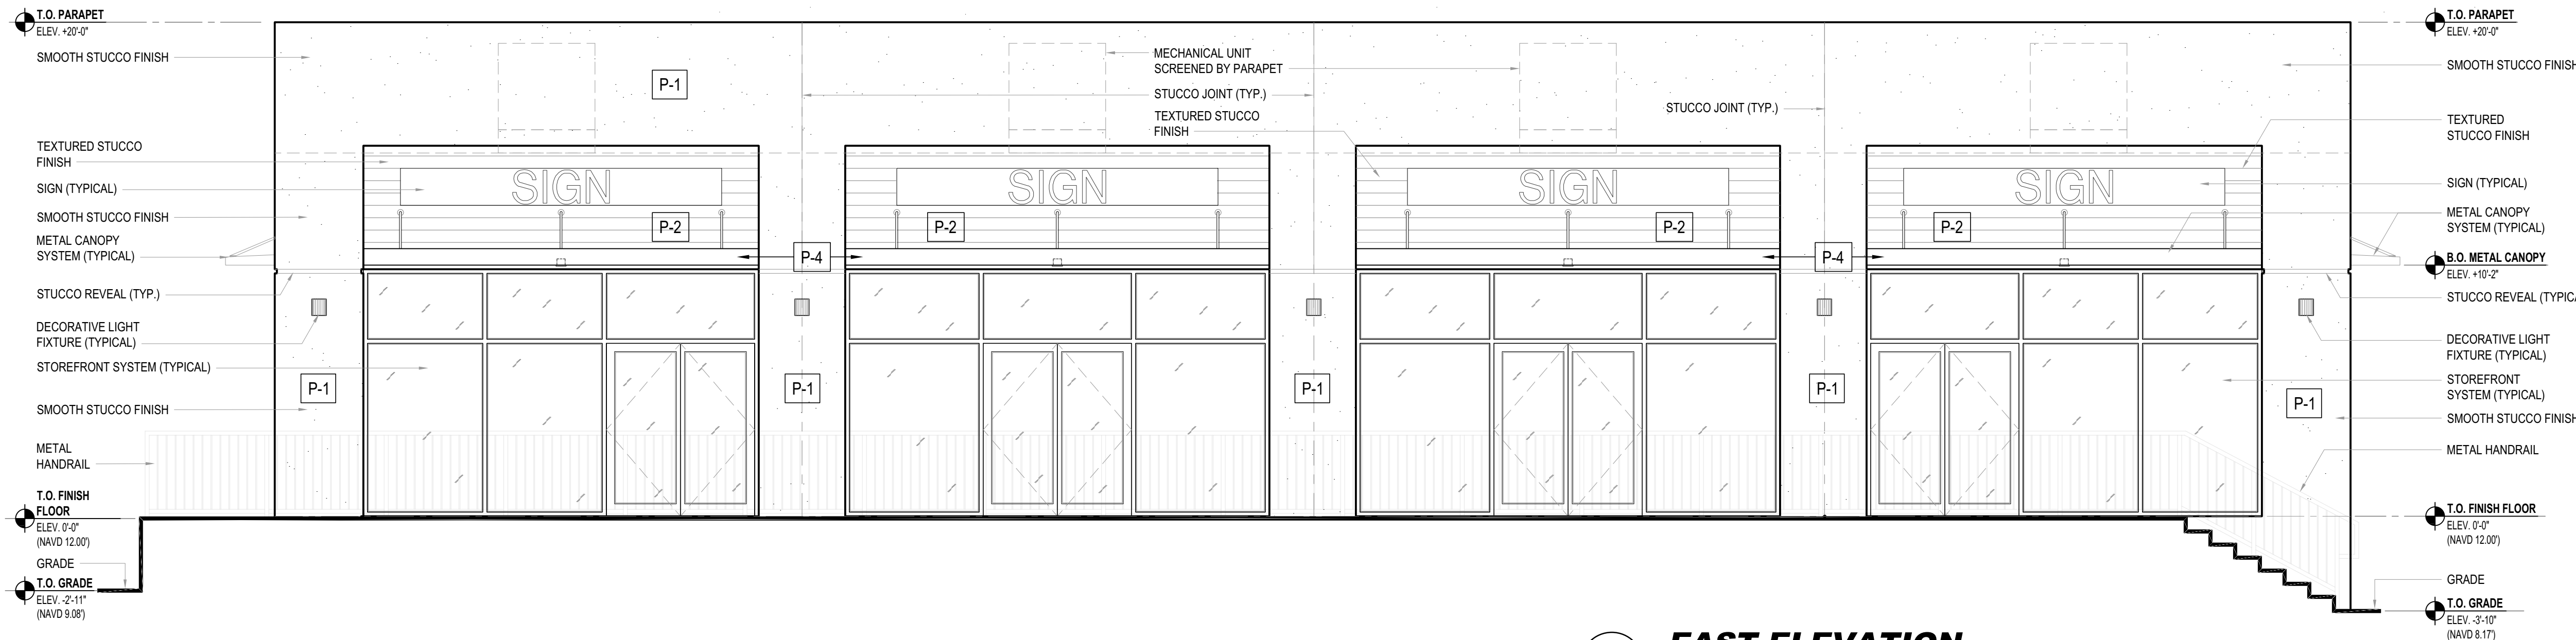 T.O. PARAPET
ELEV. +20'-0"
SMOOTH STUCCO FINISH
TEXTURED STUCCO
FINISH
SIGN (TYPICAL)
SMOOTH STUCCO FINISH
METAL CANOPY
SYSTEM (TYPICAL)
STUCCO REVEAL (TYP.)
DECORATIVE LIGHT
FIXTURE (TYPICAL)
STOREFRONT SYSTEM (TYPICAL)
SMOOTH STUCCO FINISH
METAL
HANDRAIL
T.O. FINISH
FLOOR
ELEV. 0'-0"
(NAVD 12.00')
GRADE
T.O. GRADE
ELEV. -2'-11"
(NAVD 9.08')
P-1
MECHANICAL UNIT
SCREENED BY PARAPET
STUCCO JOINT (TYP.)
TEXTURED STUCCO
FINISH
STUCCO JOINT (TYP.)
SIGN
SIGN
SIGN
SIGN
P-2
P-2
P-2
P-2
P-4
P-4
P-1
P-1
P-1
P-1
P-1
T.O. PARAPET
ELEV. +20'-0"
SMOOTH STUCCO FINISH
TEXTURED
STUCCO FINISH
SIGN (TYPICAL)
METAL CANOPY
SYSTEM (TYPICAL)
B.O. METAL CANOPY
ELEV. +10'-2"
STUCCO REVEAL (TYPICA
DECORATIVE LIGHT
FIXTURE (TYPICAL)
STOREFRONT
SYSTEM (TYPICAL)
SMOOTH STUCCO FINISH
METAL HANDRAIL
T.O. FINISH FLOOR
ELEV. 0'-0"
(NAVD 12.00')
GRADE
T.O. GRADE
ELEV. -3'-10"
(NAVD 8.17')
EAST ELEVATION